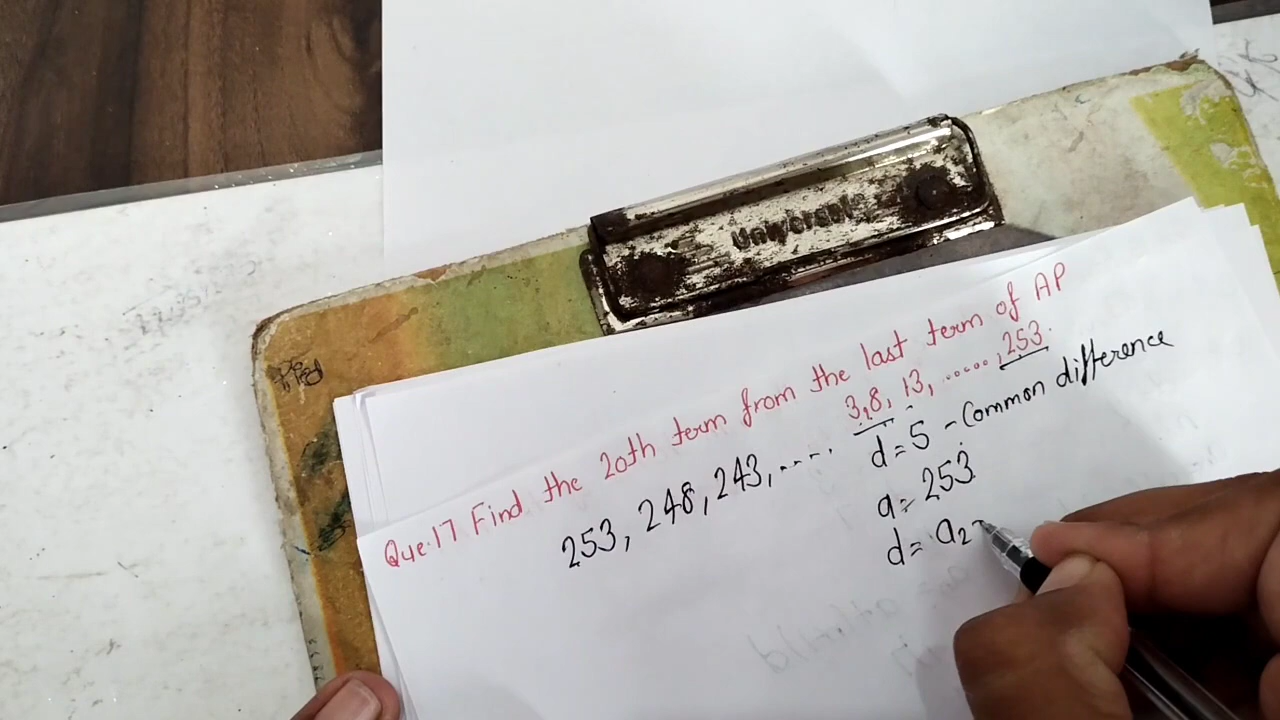 Universal
Que.17 Find the 20th term from the last term of AP
3, 8, 13, ......, 253.
d = 5 - Common difference
253, 248, 243, ....
a = 253
d = a2 -